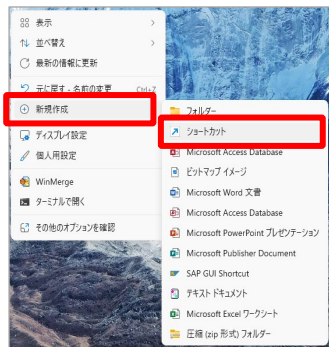 表示
並べ替え
最新の情報に更新
元に戻す - 名前の変更 Ctrl+Z
新規作成
ディスプレイ設定
個人用設定
WinMerge
ターミナルで開く
その他のオプションを確認
フォルダー
ショートカット
Microsoft Access Database
ビットマップ イメージ
Microsoft Word 文書
Microsoft Access Database
Microsoft PowerPoint プレゼンテーション
Microsoft Publisher Document
SAP GUI Shortcut
テキスト ドキュメント
Microsoft Excel ワークシート
圧縮 (zip 形式) フォルダー